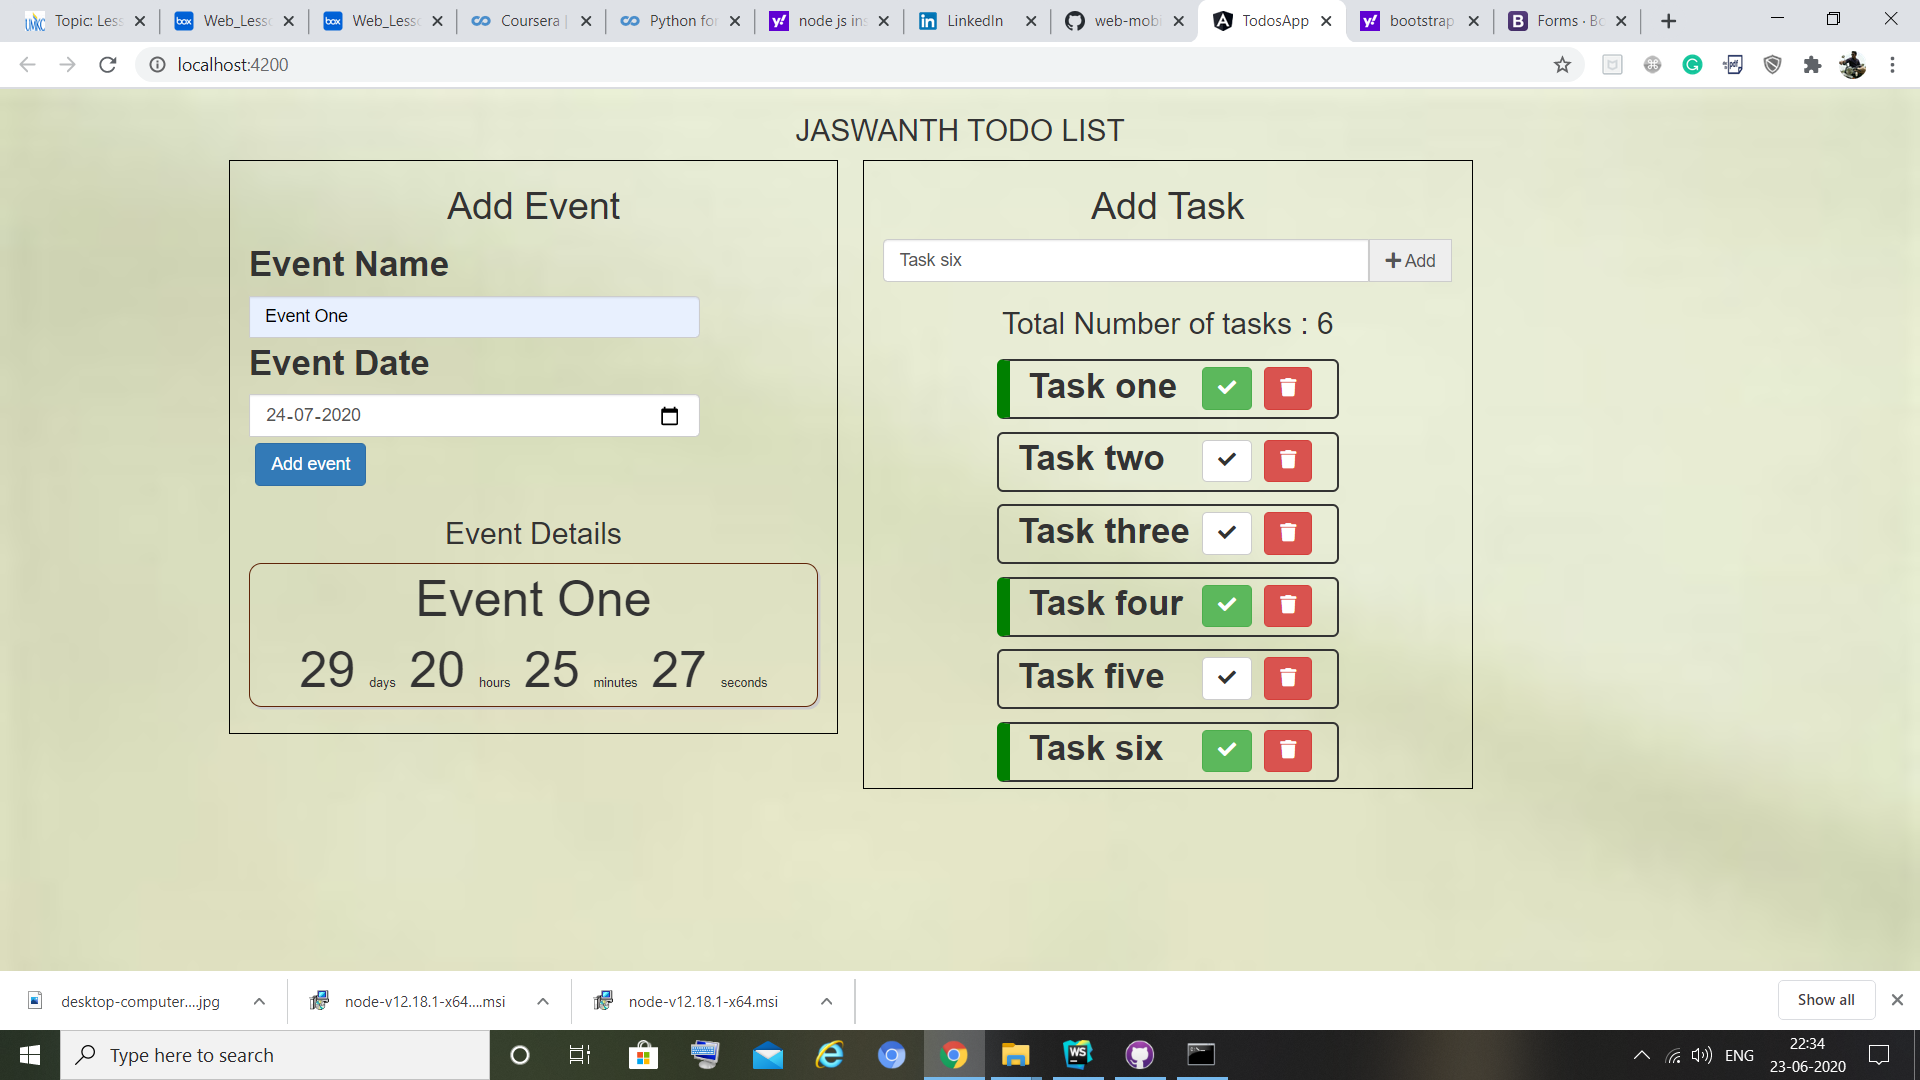 Topic: Less
Web_Less
Web_Less
Coursera |
Python for
node js ins
LinkedIn
web-mobi
TodosApp
bootstrap
Forms · Bo
localhost:4200
JASWANTH TODO LIST
Add Event
Event Name
Event One
Event Date
24-07-2020
Add event
Event Details
Event One
29 days 20 hours 25 minutes 27 seconds
Add Task
Task six
Add
Total Number of tasks : 6
Task one
Task two
Task three
Task four
Task five
Task six
desktop-computer....jpg
node-v12.18.1-x64....msi
node-v12.18.1-x64.msi
Show all
Type here to search
ENG
22:34
23-06-2020